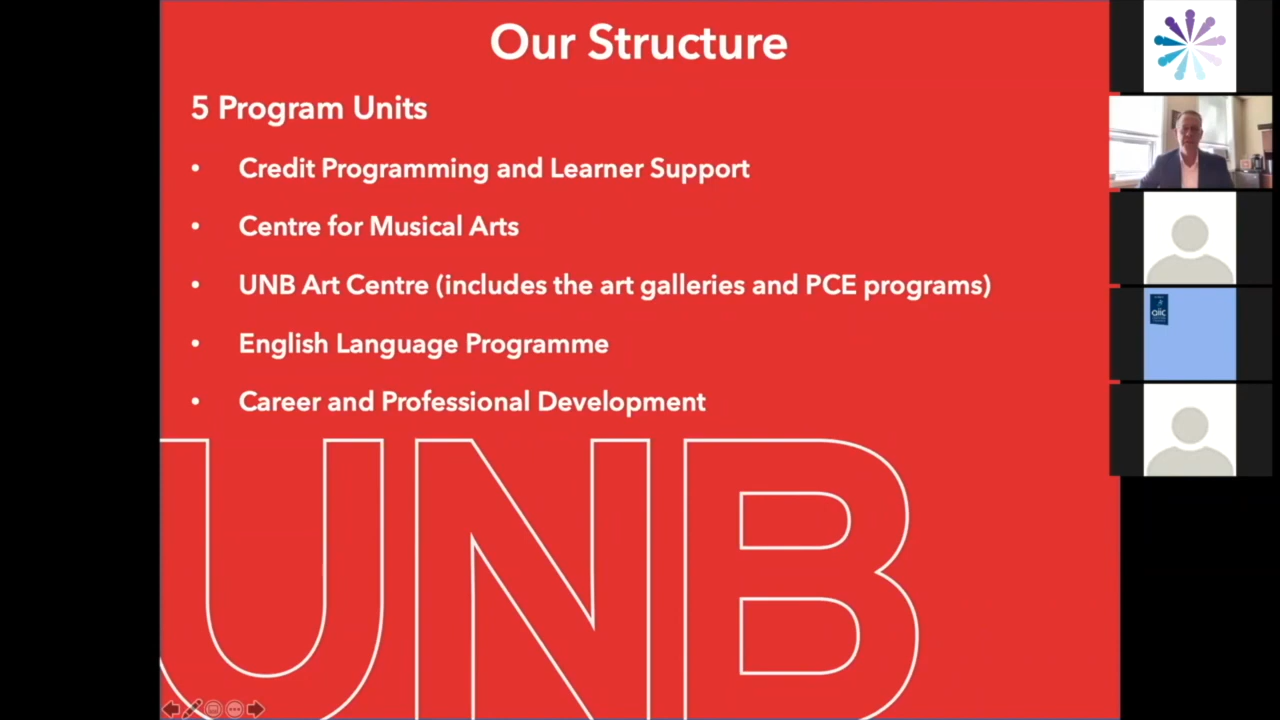 Our Structure
5 Program Units
• Credit Programming and Learner Support
• Centre for Musical Arts
• UNB Art Centre (includes the art galleries and PCE programs)
• English Language Programme
• Career and Professional Development
UNB
aiic